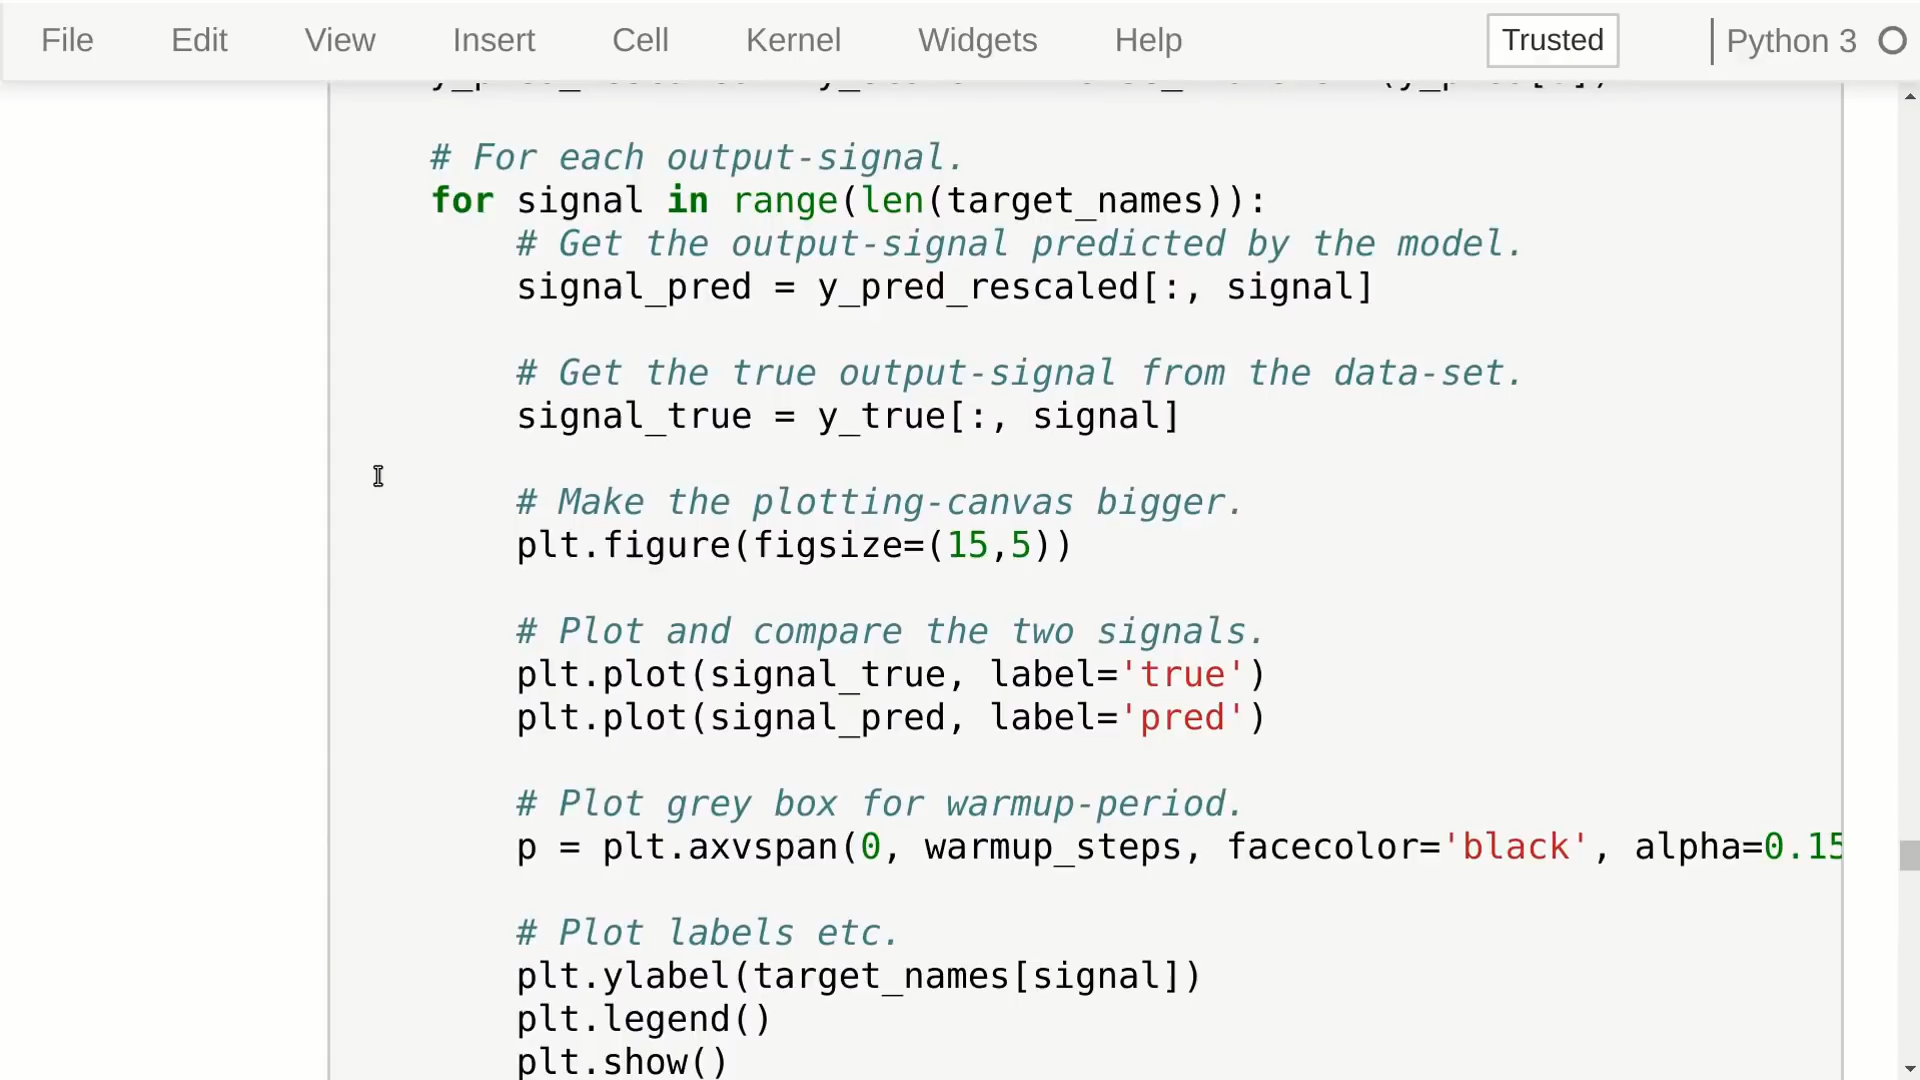 File Edit View Insert Cell Kernel Widgets Help Trusted Python 3
# For each output-signal.
for signal in range(len(target_names)):
# Get the output-signal predicted by the model.
signal_pred = y_pred_rescaled[:, signal]
# Get the true output-signal from the data-set.
signal_true = y_true[:, signal]
# Make the plotting-canvas bigger.
plt.figure(figsize=(15,5))
# Plot and compare the two signals.
plt.plot(signal_true, label='true')
plt.plot(signal_pred, label='pred')
# Plot grey box for warmup-period.
p = plt.axvspan(0, warmup_steps, facecolor='black', alpha=0.15
# Plot labels etc.
plt.ylabel(target_names[signal])
plt.legend()
plt.show()